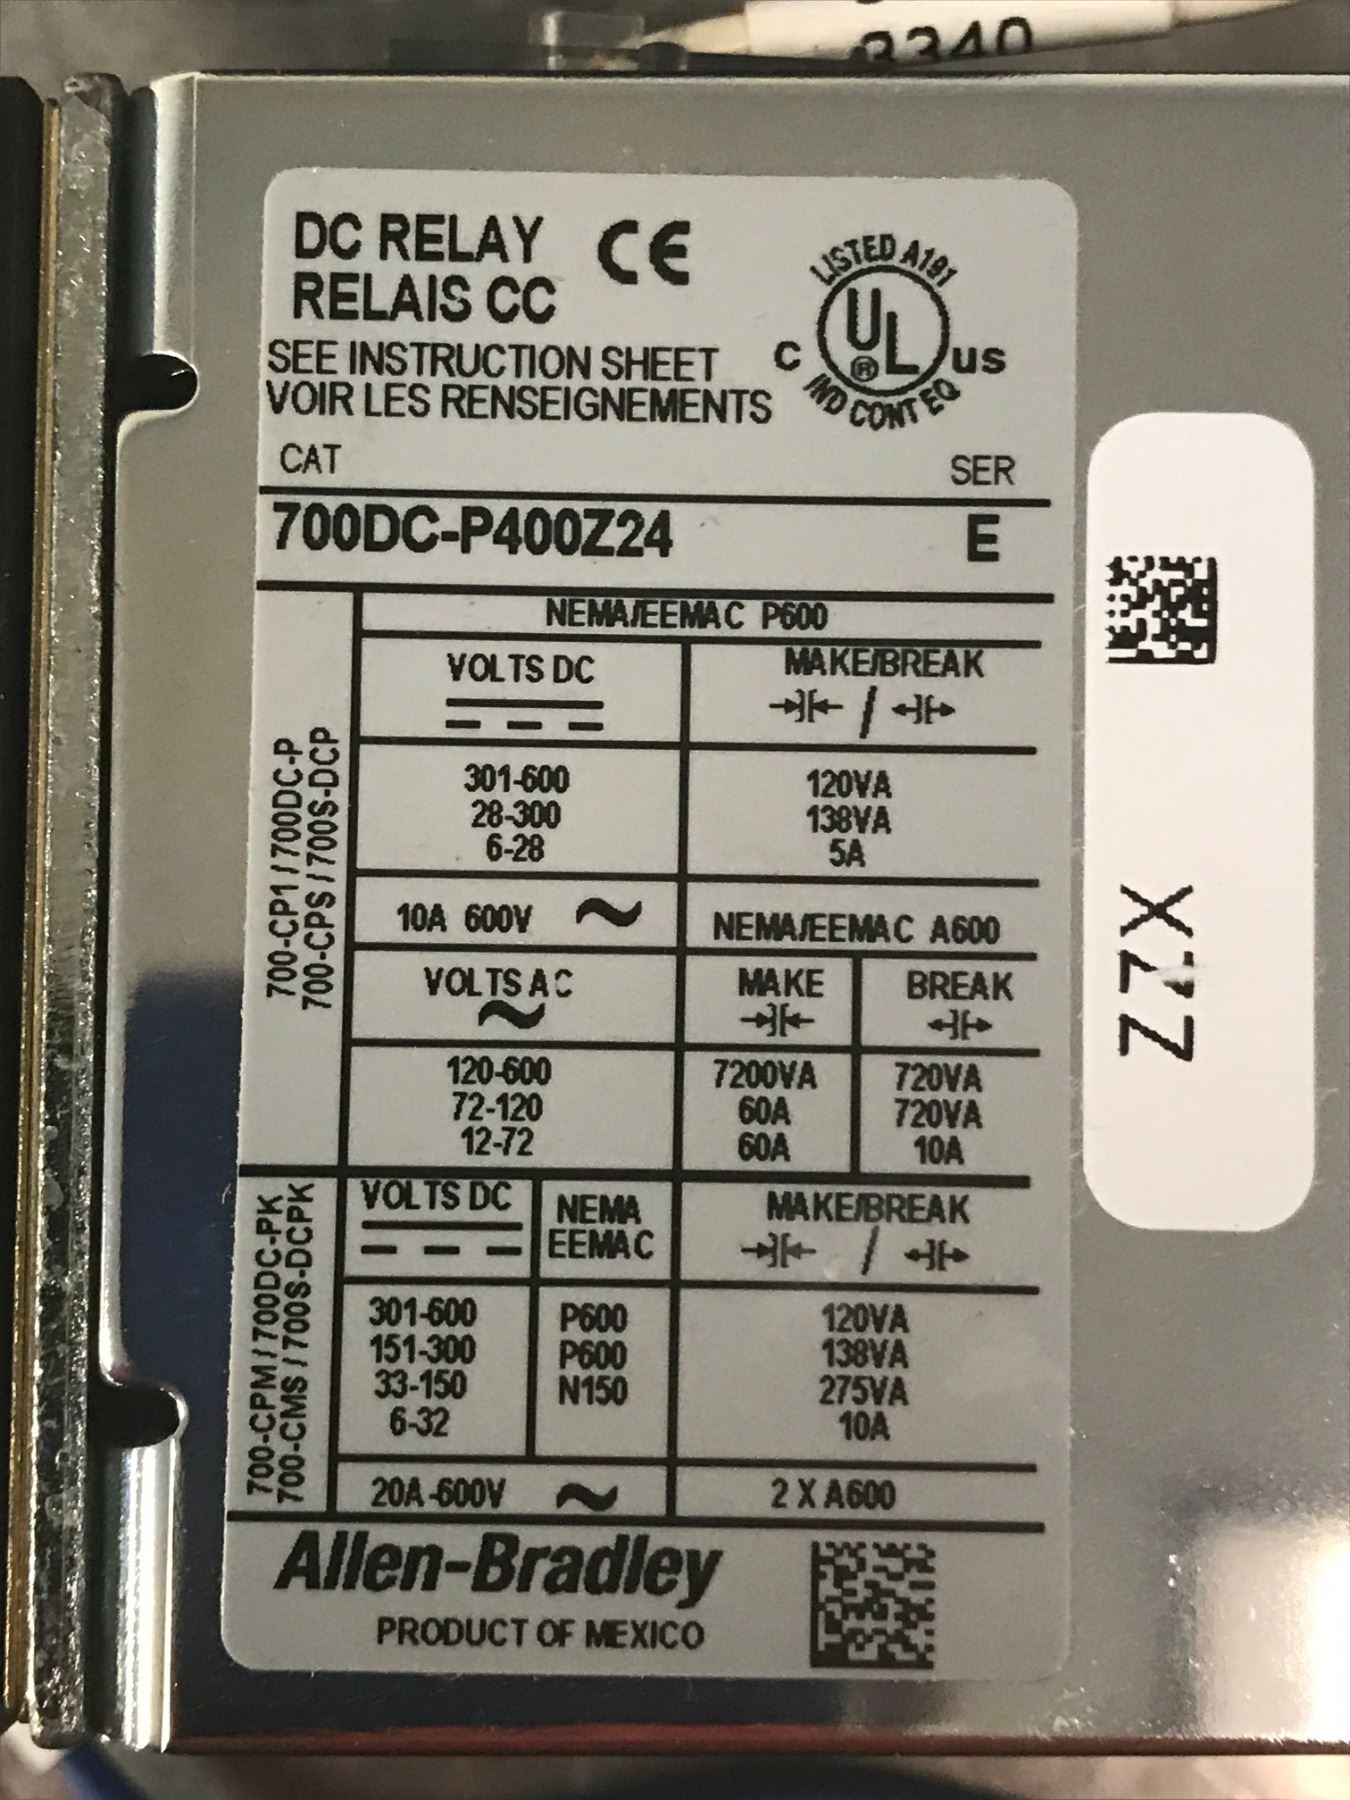 3340
DC RELAY CE
RELAIS CC
SEE INSTRUCTION SHEET
VOIR LES RENSEIGNEMENTS
LISTED A191
C UL ® US
IND CONT EQ
CAT SER
700DC-P400Z24 E
700-CP1 / 700DC-P
700-CPS / 700S-DCP
NEMA/EEMAC P600
VOLTS DC MAKE/BREAK
/
301-600 120VA
28-300 138VA
6-28 5A
10A 600V ~ NEMA/EEMAC A600
VOLTS AC MAKE BREAK
~
120-600 7200VA 720VA
72-120 60A 720VA
12-72 60A 10A
700-CPM / 700DC-PK
700-CMS / 700S-DCPK
VOLTS DC NEMA EEMAC MAKE/BREAK
/
301-600 P600 120VA
151-300 P600 138VA
33-150 N150 275VA
6-32 10A
20A-600V ~ 2 X A600
Allen-Bradley
PRODUCT OF MEXICO
XZZ